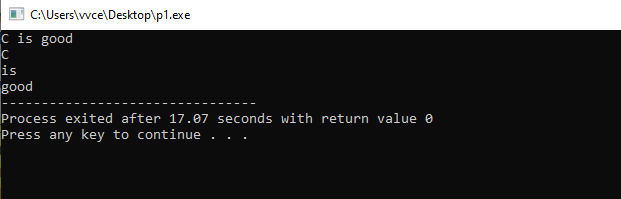 C:\Users\vvce\Desktop\p1.exe
C is good
C
is
good
--------------------------------
Process exited after 17.07 seconds with return value 0
Press any key to continue . . .